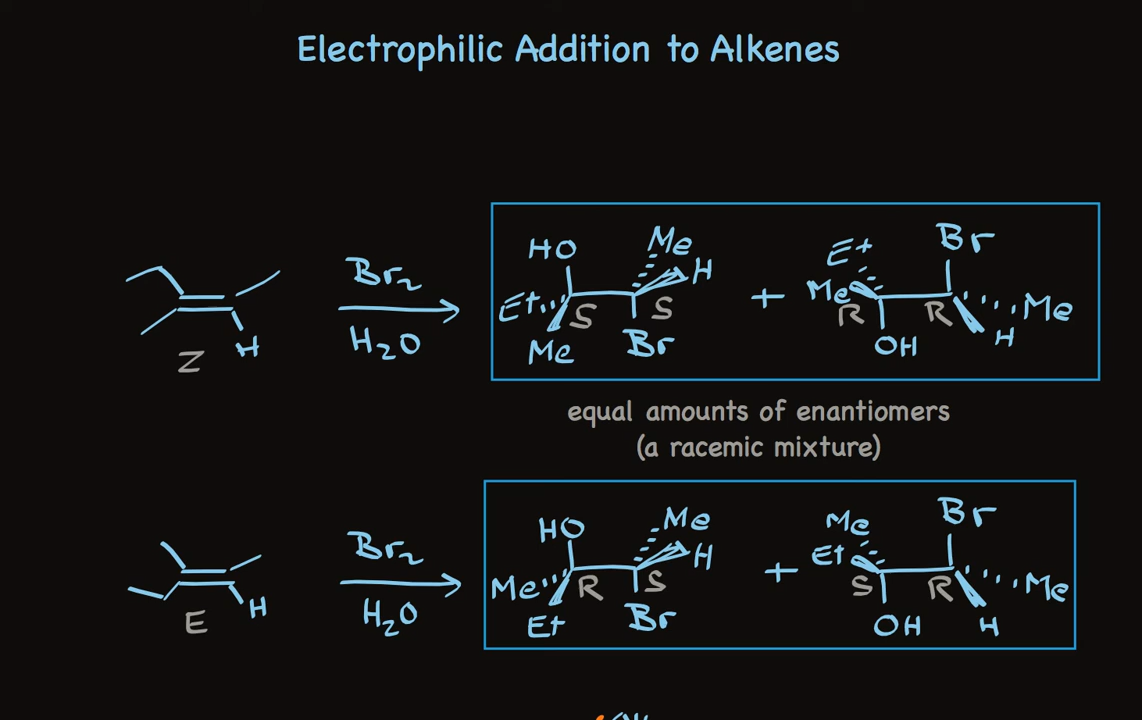 Electrophilic Addition to Alkenes
HO Me H Et Br
Br₂ Et S S Me + Me R R Me
H₂O Me Br OH H
Z H
equal amounts of enantiomers
(a racemic mixture)
HO Me H Me Br
Br₂ Me R S Et + S R Me
H₂O Et Br OH H
E H